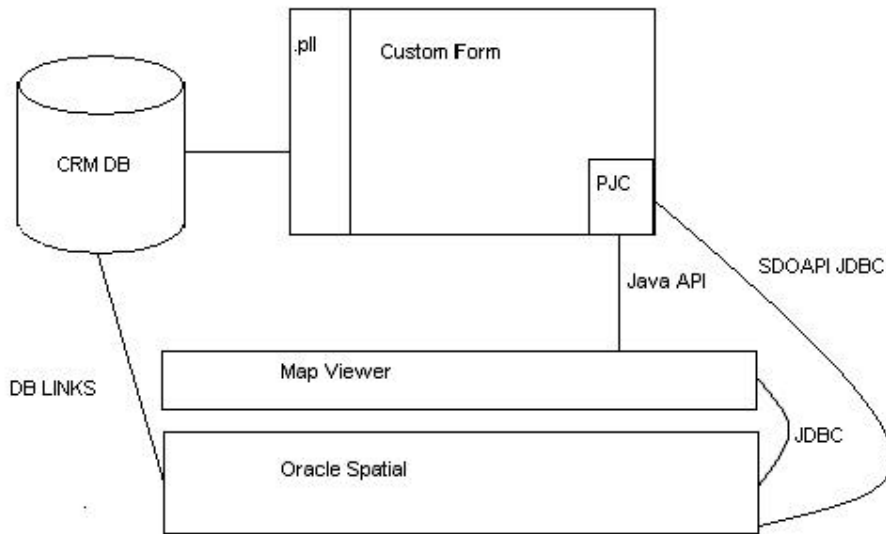 .pll
Custom Form
CRM DB
PJC
SDOAPI JDBC
Java API
Map Viewer
DB LINKS
JDBC
Oracle Spatial